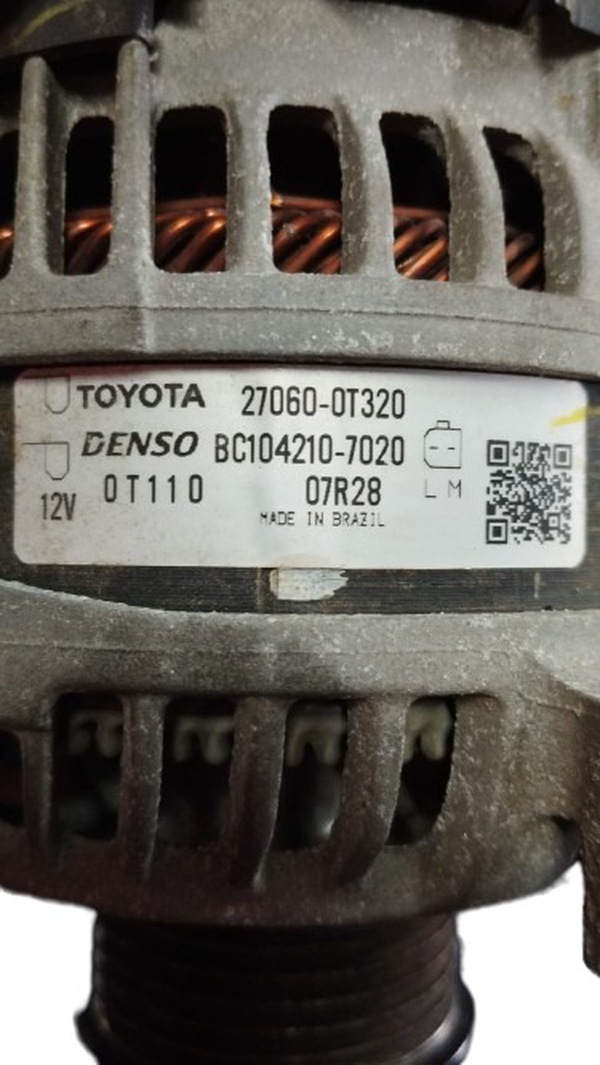 TOYOTA 27060-0T320
DENSO BC104210-7020
12V 0T110 07R28 L M
MADE IN BRAZIL